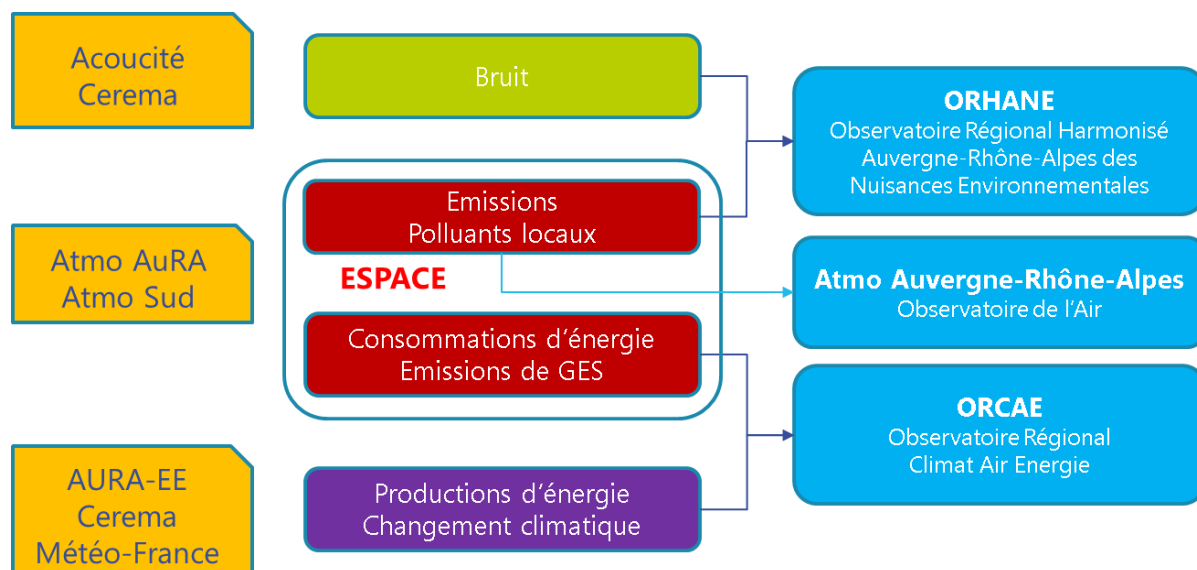 Acoucité
Cerema
Bruit
ORHANE
Observatoire Régional Harmonisé
Auvergne-Rhône-Alpes des
Nuisances Environnementales
Atmo AuRA
Atmo Sud
Emissions
Polluants locaux
ESPACE
Consommations d'énergie
Emissions de GES
Atmo Auvergne-Rhône-Alpes
Observatoire de l'Air
AURA-EE
Cerema
Météo-France
Productions d'énergie
Changement climatique
ORCAE
Observatoire Régional
Climat Air Energie